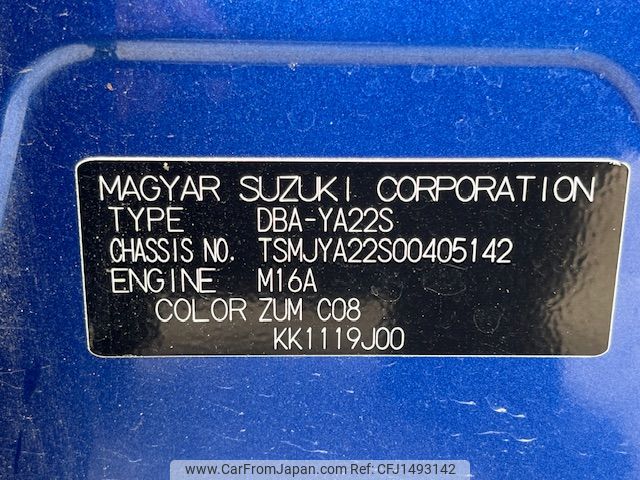 MAGYAR SUZUKI CORPORATION
TYPE DBA-YA22S
CHASSIS NO. TSMJYA22S00405142
ENGINE M16A
COLOR ZUM C08
KK1119J00
www.CarFromJapan.com - CFJ1493142